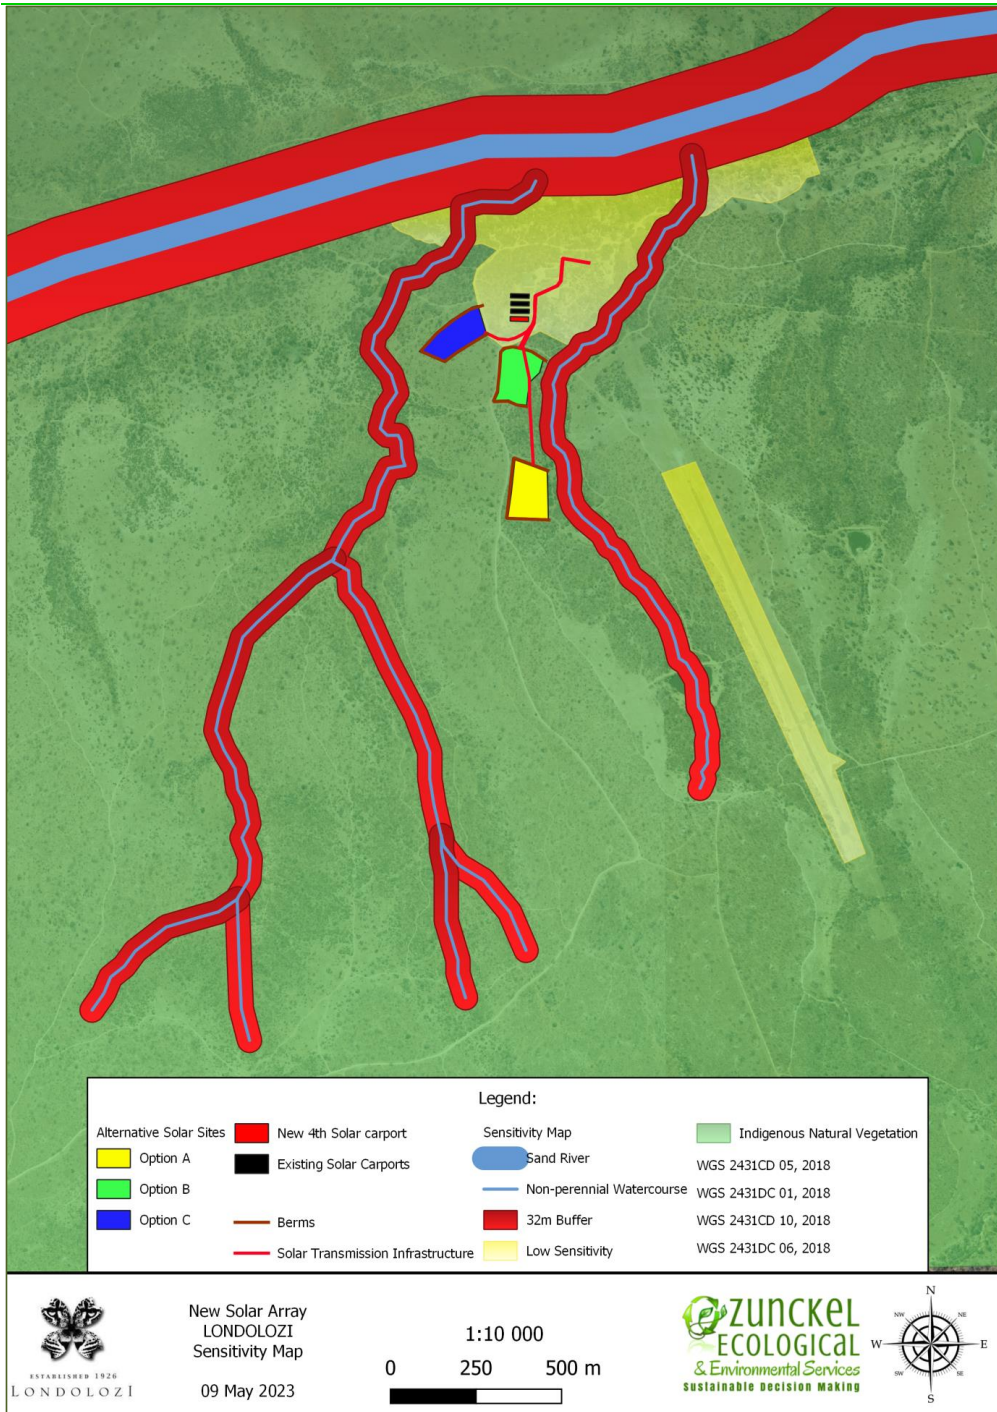 Legend:
Alternative Solar Sites
Option A
Option B
Option C
New 4th Solar carport
Existing Solar Carports
Berms
Solar Transmission Infrastructure
Sensitivity Map
Sand River
Non-perennial Watercourse
32m Buffer
Low Sensitivity
Indigenous Natural Vegetation
WGS 2431CD 05, 2018
WGS 2431DC 01, 2018
WGS 2431CD 10, 2018
WGS 2431DC 06, 2018
ESTABLISHED 1926
LONDOLOZI
New Solar Array
LONDOLOZI
Sensitivity Map
09 May 2023
1:10 000
0 250 500 m
ZUNCKEL
ECOLOGICAL
& Environmental Services
Sustainable Decision Making
N
NW NE
W E
SW SE
S